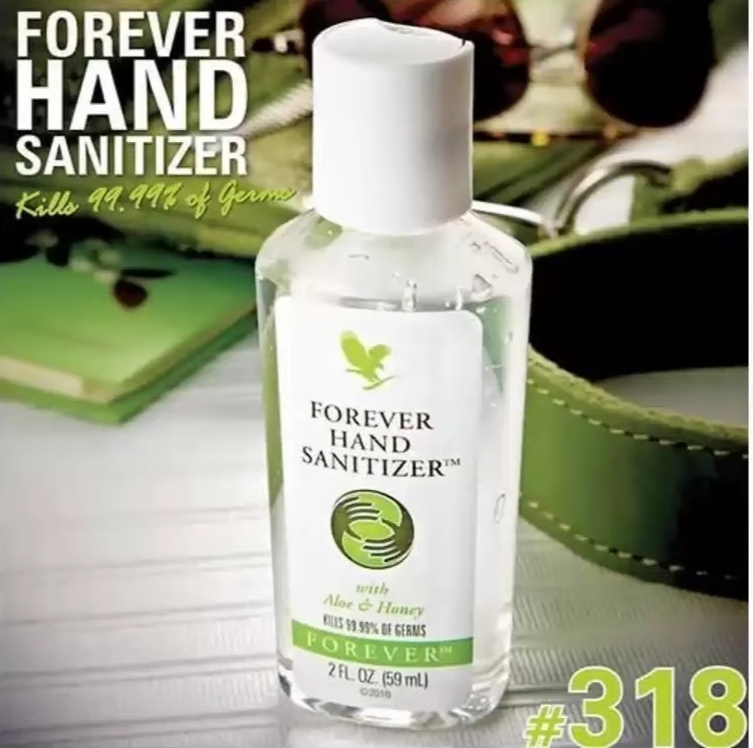 FOREVER
HAND
SANITIZER
Kills 99.99% of Germs
FOREVER
HAND
SANITIZER™
with
Aloe & Honey
KILLS 99.99% OF GERMS
FOREVER™
2 FL. OZ. (59 mL)
©2010
#318